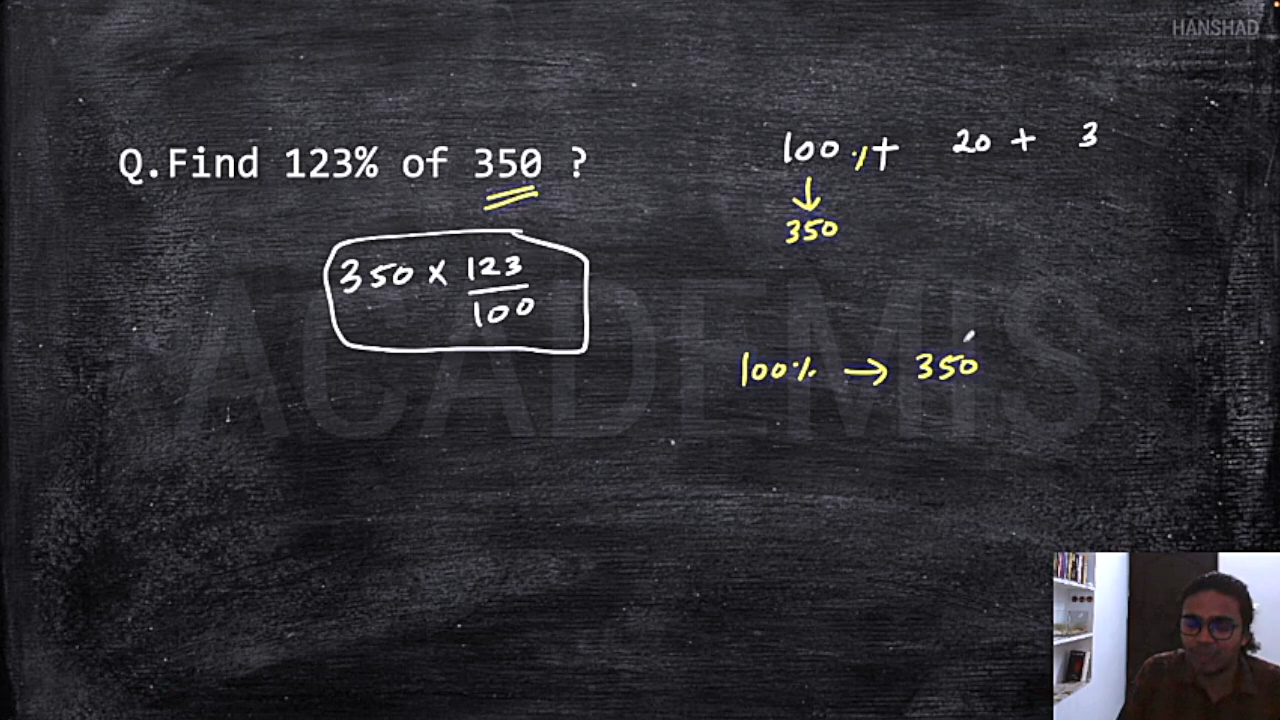 HANSHAD
Q.Find 123% of 350 ?
100 % + 20 + 3
↓
350
350 × 123
100
100% → 350
ACADEMIS